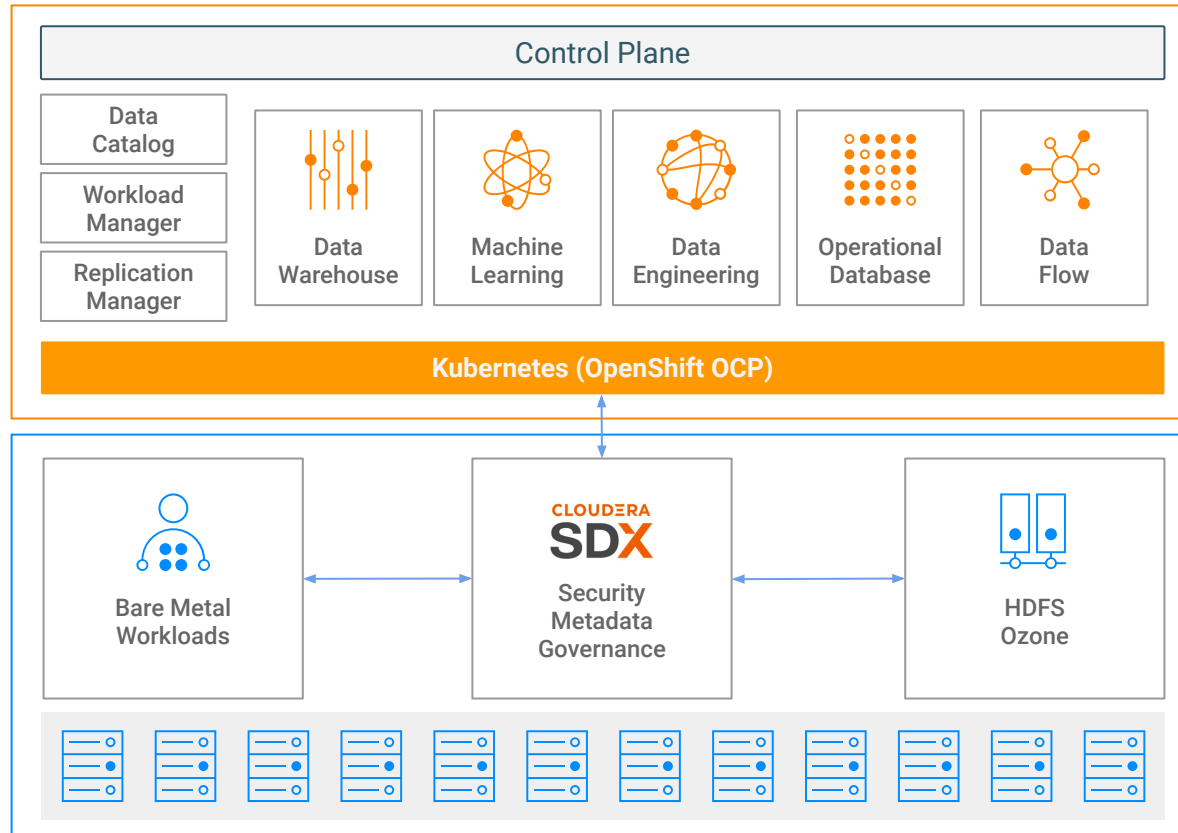 Control Plane
Data
Catalog
Workload
Manager
Replication
Manager
Data
Warehouse
Machine
Learning
Data
Engineering
Operational
Database
Data
Flow
Kubernetes (OpenShift OCP)
Bare Metal
Workloads
CLOUDERA
SDX
Security
Metadata
Governance
HDFS
Ozone